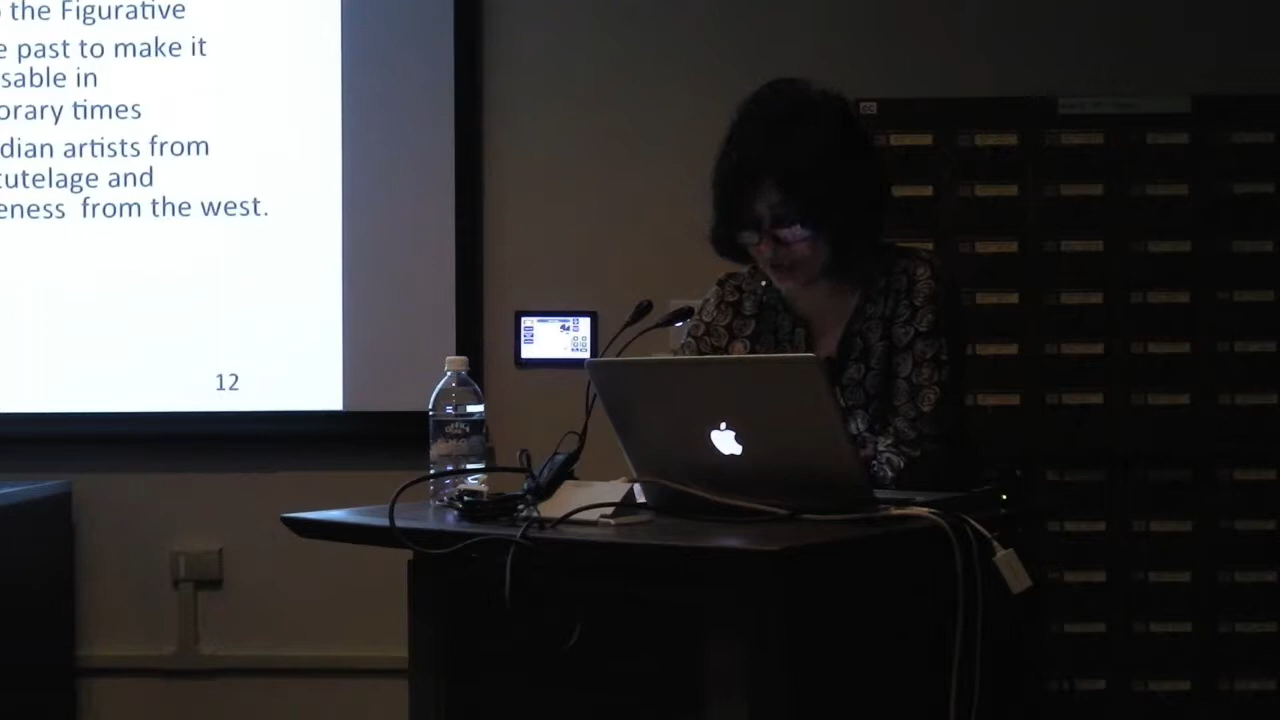 the Figurative
e past to make it
sable in
orary times
dian artists from
tutelage and
eness from the west.
12